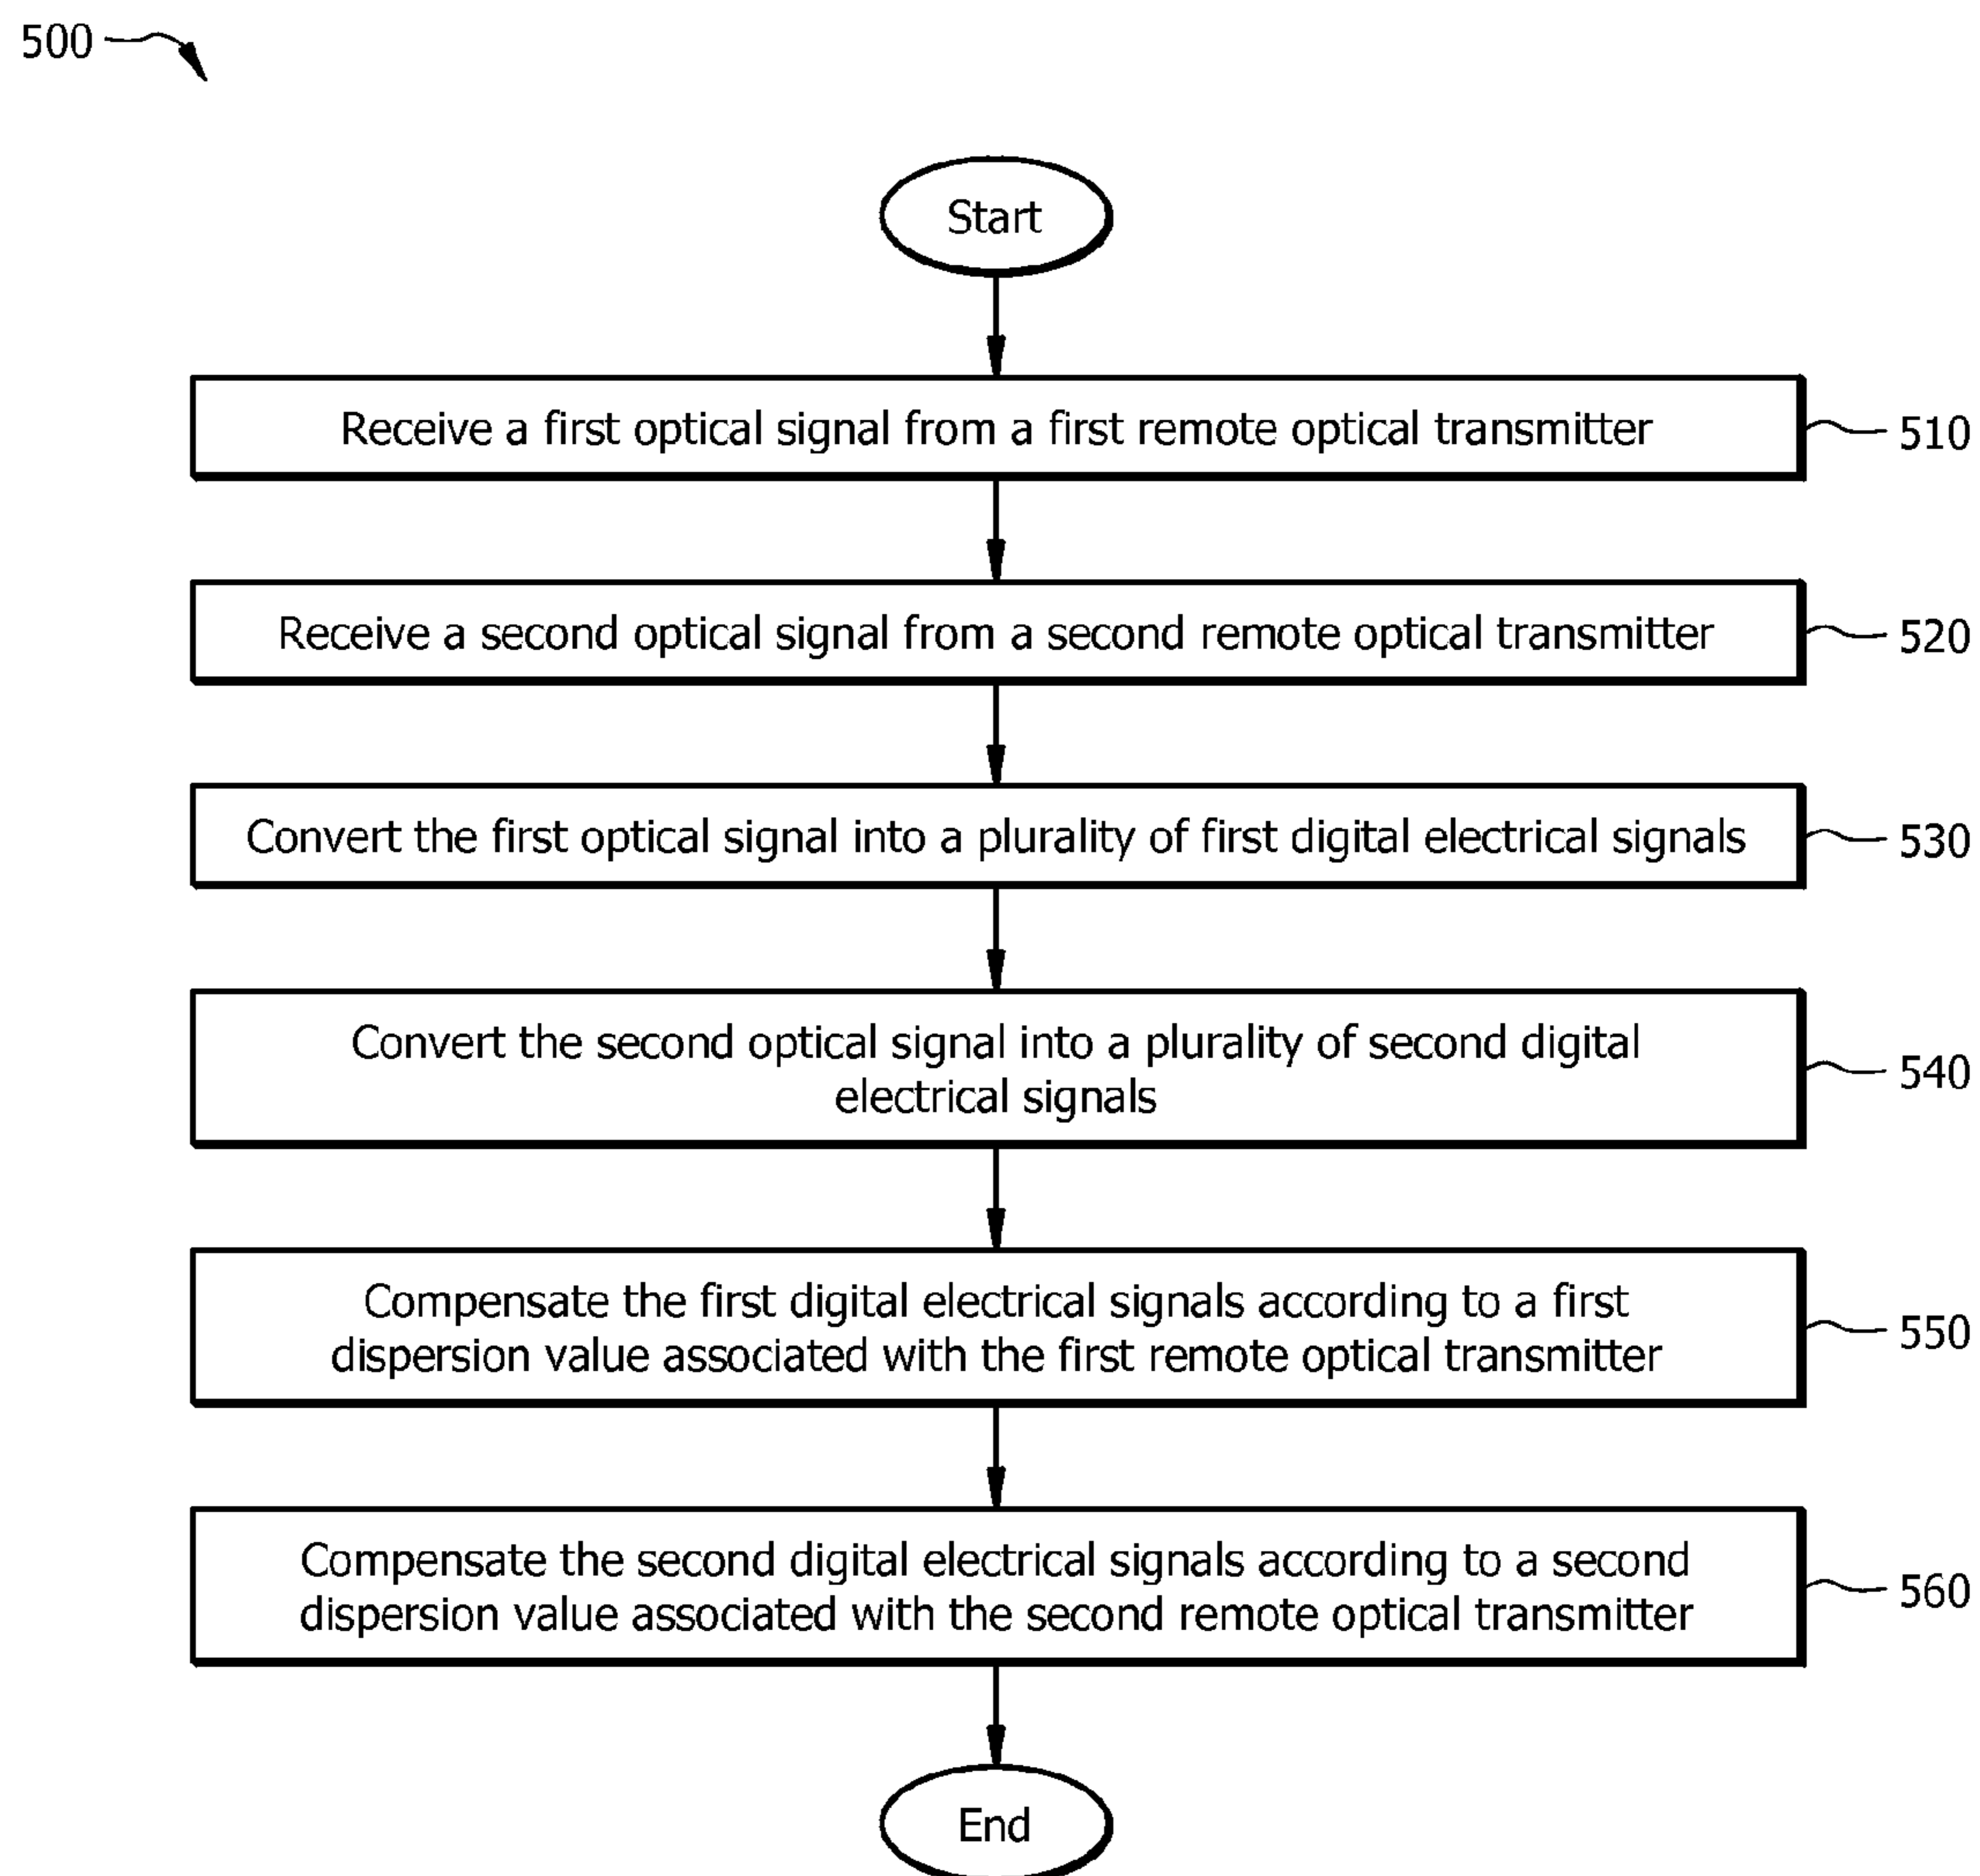 500
Start
Receive a first optical signal from a first remote optical transmitter
510
Receive a second optical signal from a second remote optical transmitter
520
Convert the first optical signal into a plurality of first digital electrical signals
530
Convert the second optical signal into a plurality of second digital
electrical signals
540
Compensate the first digital electrical signals according to a first
dispersion value associated with the first remote optical transmitter
550
Compensate the second digital electrical signals according to a second
dispersion value associated with the second remote optical transmitter
560
End